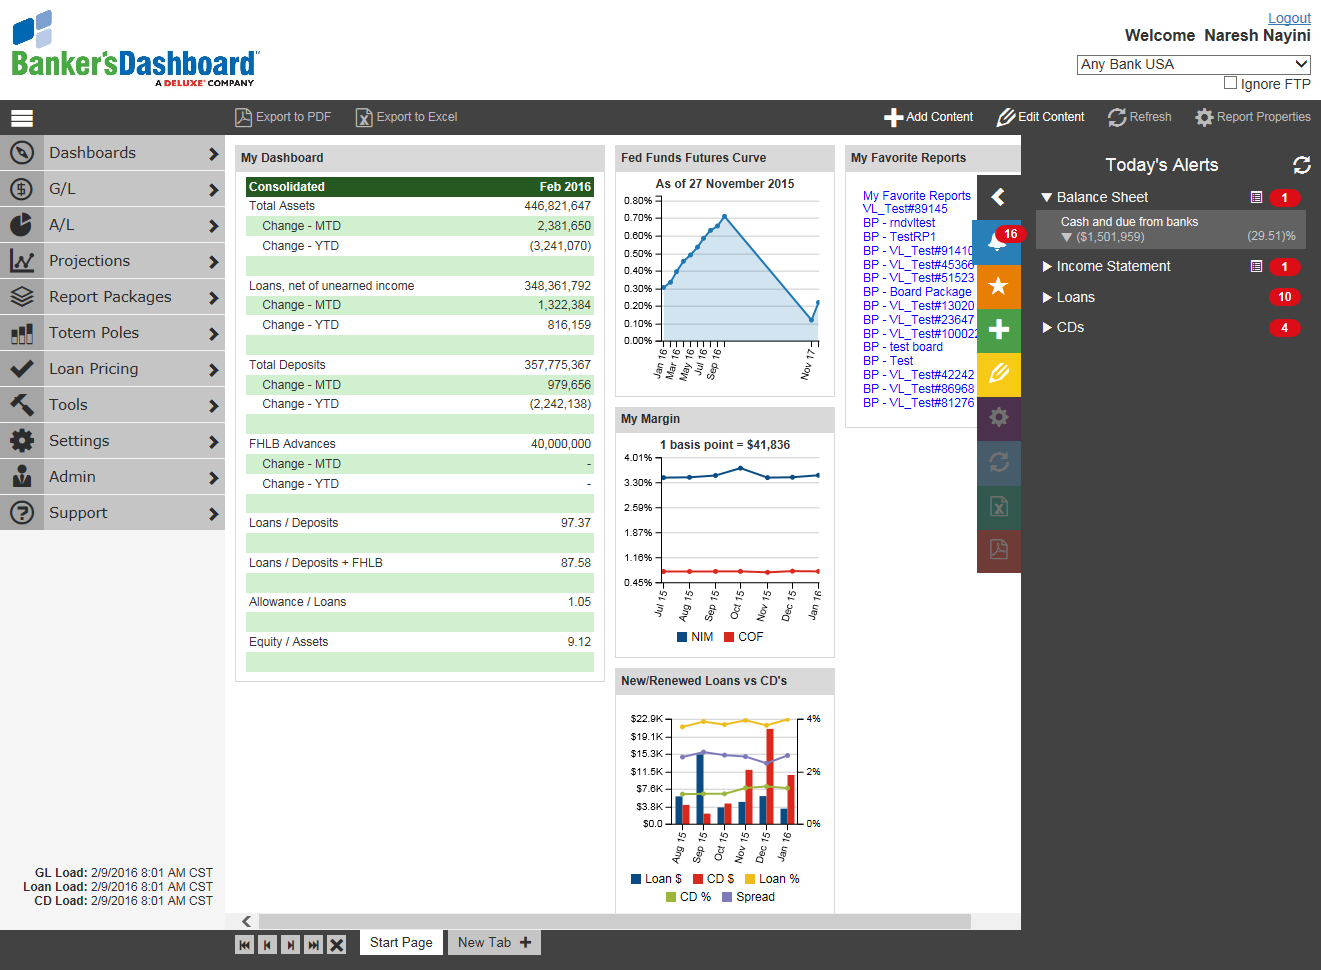 Logout
Banker'sDashboard
A DELUXE COMPANY
Welcome Naresh Nayini
Any Bank USA
Ignore FTP
Export to PDF
Export to Excel
Add Content
Edit Content
Refresh
Report Properties
Dashboards
G/L
A/L
Projections
Report Packages
Totem Poles
Loan Pricing
Tools
Settings
Admin
Support
GL Load: 2/9/2016 8:01 AM CST
Loan Load: 2/9/2016 8:01 AM CST
CD Load: 2/9/2016 8:01 AM CST
My Dashboard
Consolidated Feb 2016
Total Assets 446,821,647
Change - MTD 2,381,650
Change - YTD (3,241,070)
Loans, net of unearned income 348,361,792
Change - MTD 1,322,384
Change - YTD 816,159
Total Deposits 357,775,367
Change - MTD 979,656
Change - YTD (2,242,138)
FHLB Advances 40,000,000
Change - MTD -
Change - YTD -
Loans / Deposits 97.37
Loans / Deposits + FHLB 87.58
Allowance / Loans 1.05
Equity / Assets 9.12
Fed Funds Futures Curve
As of 27 November 2015
0.80%
0.70%
0.60%
0.50%
0.40%
0.30%
0.20%
0.10%
0.00%
Jan 16
Mar 16
May 16
Jul 16
Sep 16
Nov 17
My Margin
1 basis point = $41,836
4.01%
3.30%
2.59%
1.87%
1.16%
0.45%
Jul 15
Aug 15
Sep 15
Oct 15
Nov 15
Dec 15
Jan 16
NIM COF
New/Renewed Loans vs CD's
$22.9K
$19.1K
$15.3K
$11.5K
$7.6K
$3.8K
$0.0
4%
2%
0%
Aug 15
Sep 15
Oct 15
Nov 15
Dec 15
Jan 16
Loan $ CD $ Loan %
CD % Spread
My Favorite Reports
My Favorite Reports
VL_Test#89145
BP - rndvltest
BP - TestRP1
BP - VL_Test#91410
BP - VL_Test#45366
BP - VL_Test#51523
BP - Board Package
BP - VL_Test#13020
BP - VL_Test#23647
BP - VL_Test#100022
BP - test board
BP - Test
BP - VL_Test#42242
BP - VL_Test#86968
BP - VL_Test#81276
16
Today's Alerts
Balance Sheet 1
Cash and due from banks
($1,501,959) (29.51)%
Income Statement 1
Loans 10
CDs 4
Start Page
New Tab